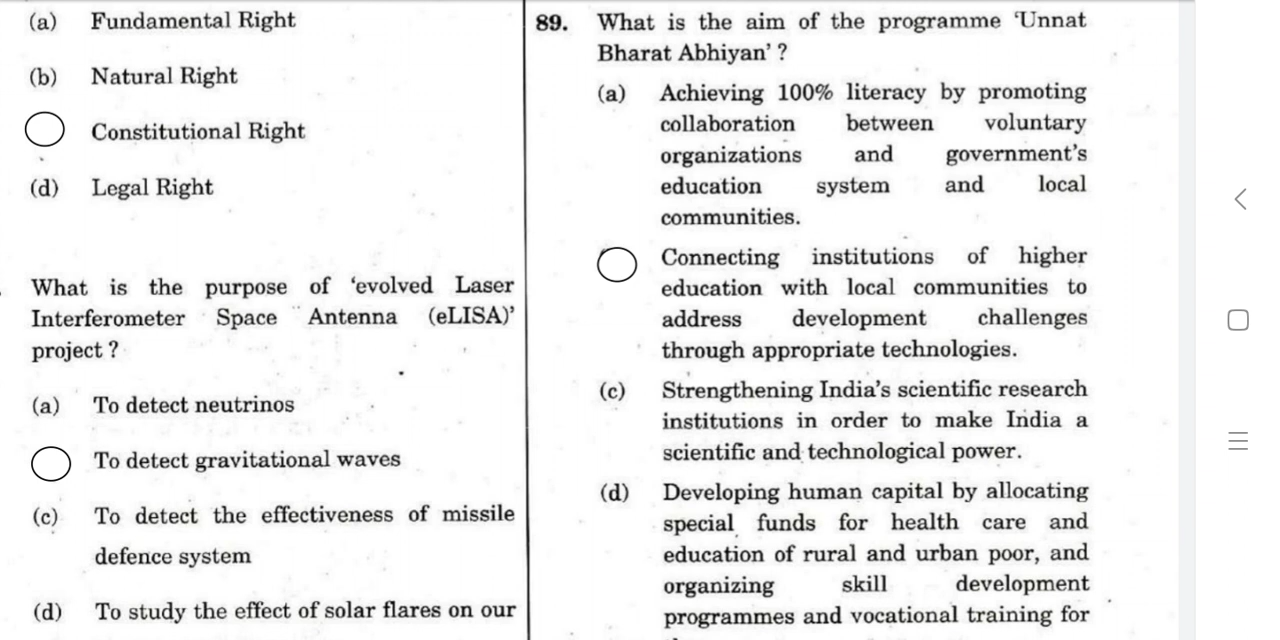 (a) Fundamental Right
(b) Natural Right
Constitutional Right
(d) Legal Right
What is the purpose of ‘evolved Laser
Interferometer Space Antenna (eLISA)’
project ?
(a) To detect neutrinos
To detect gravitational waves
(c) To detect the effectiveness of missile
defence system
(d) To study the effect of solar flares on our
89. What is the aim of the programme ‘Unnat
Bharat Abhiyan’ ?
(a) Achieving 100% literacy by promoting
collaboration between voluntary
organizations and government’s
education system and local
communities.
Connecting institutions of higher
education with local communities to
address development challenges
through appropriate technologies.
(c) Strengthening India’s scientific research
institutions in order to make India a
scientific and technological power.
(d) Developing human capital by allocating
special funds for health care and
education of rural and urban poor, and
organizing skill development
programmes and vocational training for